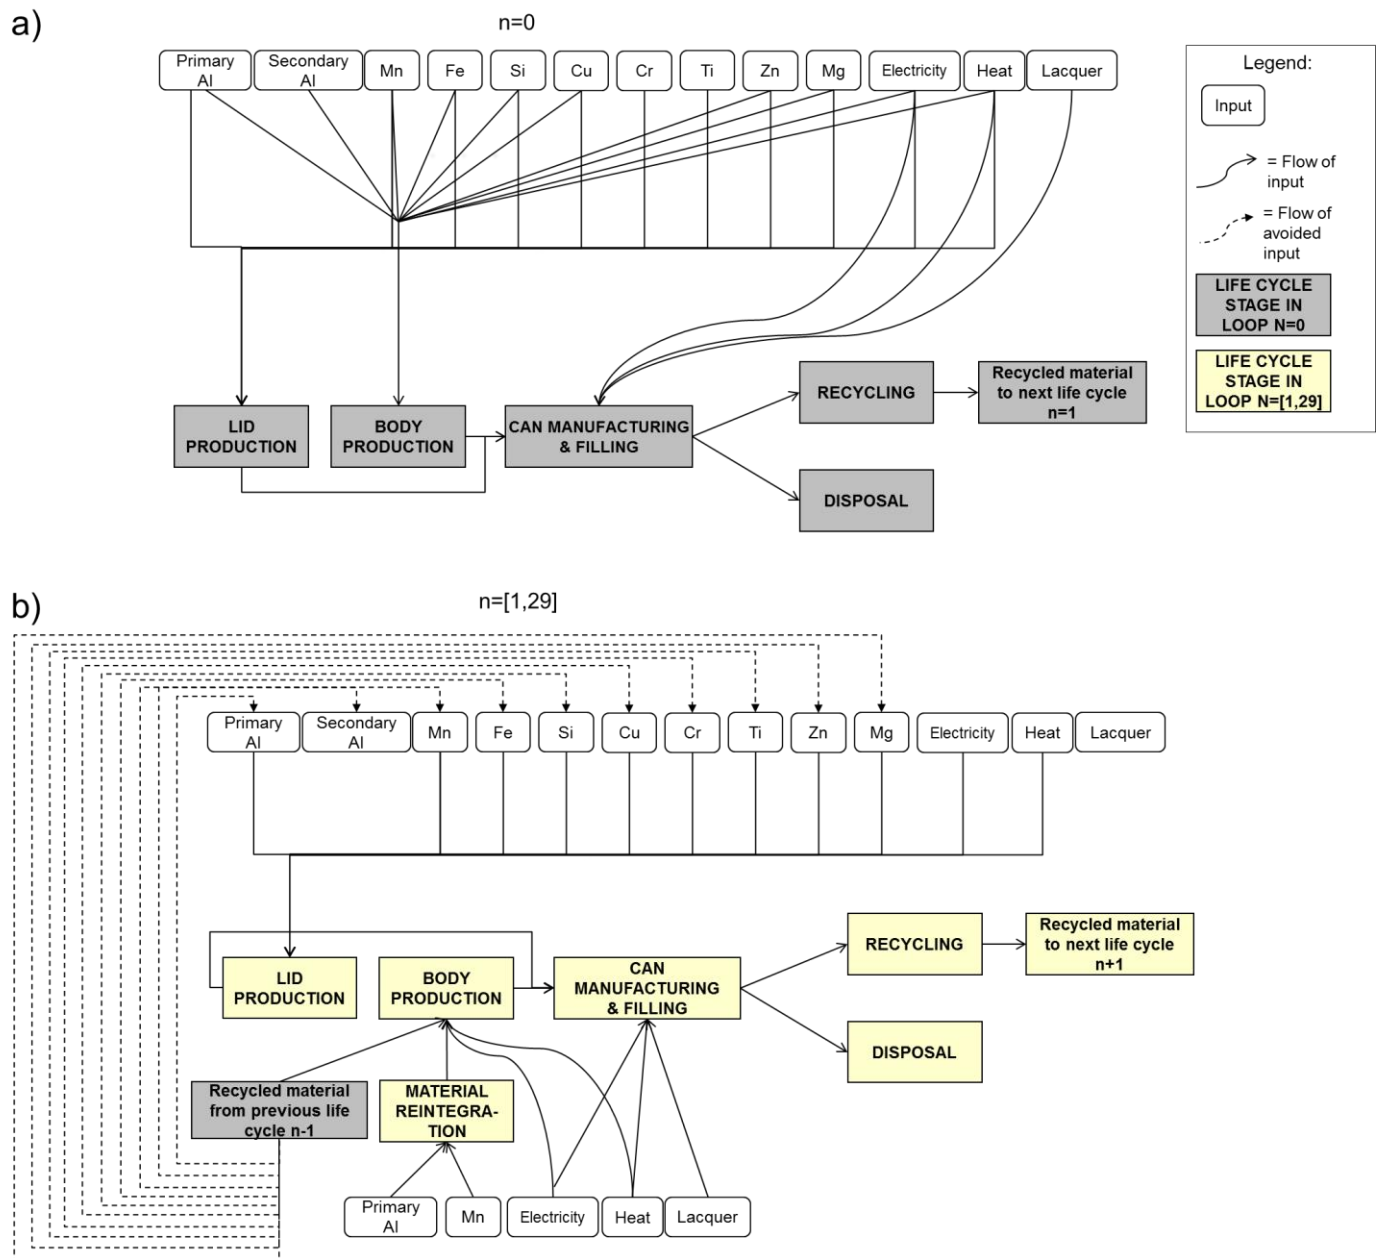 a)
n=0
Primary
Al
Secondary
Al
Mn
Fe
Si
Cu
Cr
Ti
Zn
Mg
Electricity
Heat
Lacquer
Legend:
Input
= Flow of
input
= Flow of
avoided
input
LIFE CYCLE
STAGE IN
LOOP N=0
LIFE CYCLE
STAGE IN
LOOP N=[1,29]
LID
PRODUCTION
BODY
PRODUCTION
CAN MANUFACTURING
& FILLING
RECYCLING
Recycled material
to next life cycle
n=1
DISPOSAL
b)
n=[1,29]
Primary
Al
Secondary
Al
Mn
Fe
Si
Cu
Cr
Ti
Zn
Mg
Electricity
Heat
Lacquer
LID
PRODUCTION
BODY
PRODUCTION
CAN
MANUFACTURING
& FILLING
RECYCLING
Recycled material
to next life cycle
n+1
DISPOSAL
Recycled material
from previous life
cycle n-1
MATERIAL
REINTEGRA-
TION
Primary
Al
Mn
Electricity
Heat
Lacquer